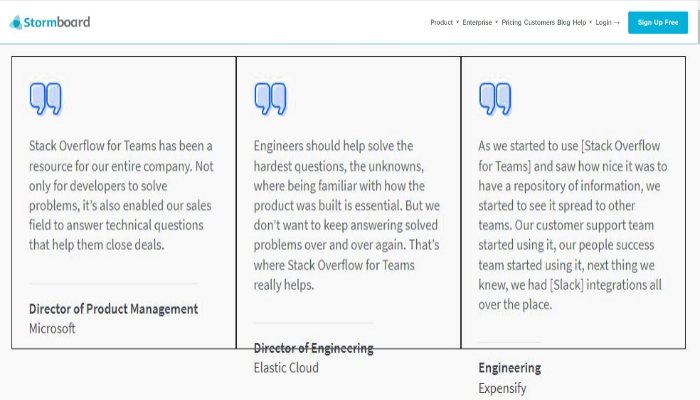 Stormboard
Product Enterprise Pricing Customers Blog Help Login → Sign Up Free
Stack Overflow for Teams has been a
resource for our entire company. Not
only for developers to solve
problems, it's also enabled our sales
field to answer technical questions
that help them close deals.
Director of Product Management
Microsoft
Engineers should help solve the
hardest questions, the unknowns,
where being familiar with how the
product was built is essential. But we
don't want to keep answering solved
problems over and over again. That's
where Stack Overflow for Teams
really helps.
Director of Engineering
Elastic Cloud
As we started to use [Stack Overflow
for Teams] and saw how nice it was to
have a repository of information, we
started to see it spread to other
teams. Our customer support team
started using it, our people success
team started using it, next thing we
knew, we had [Slack] integrations all
over the place.
Engineering
Expensify